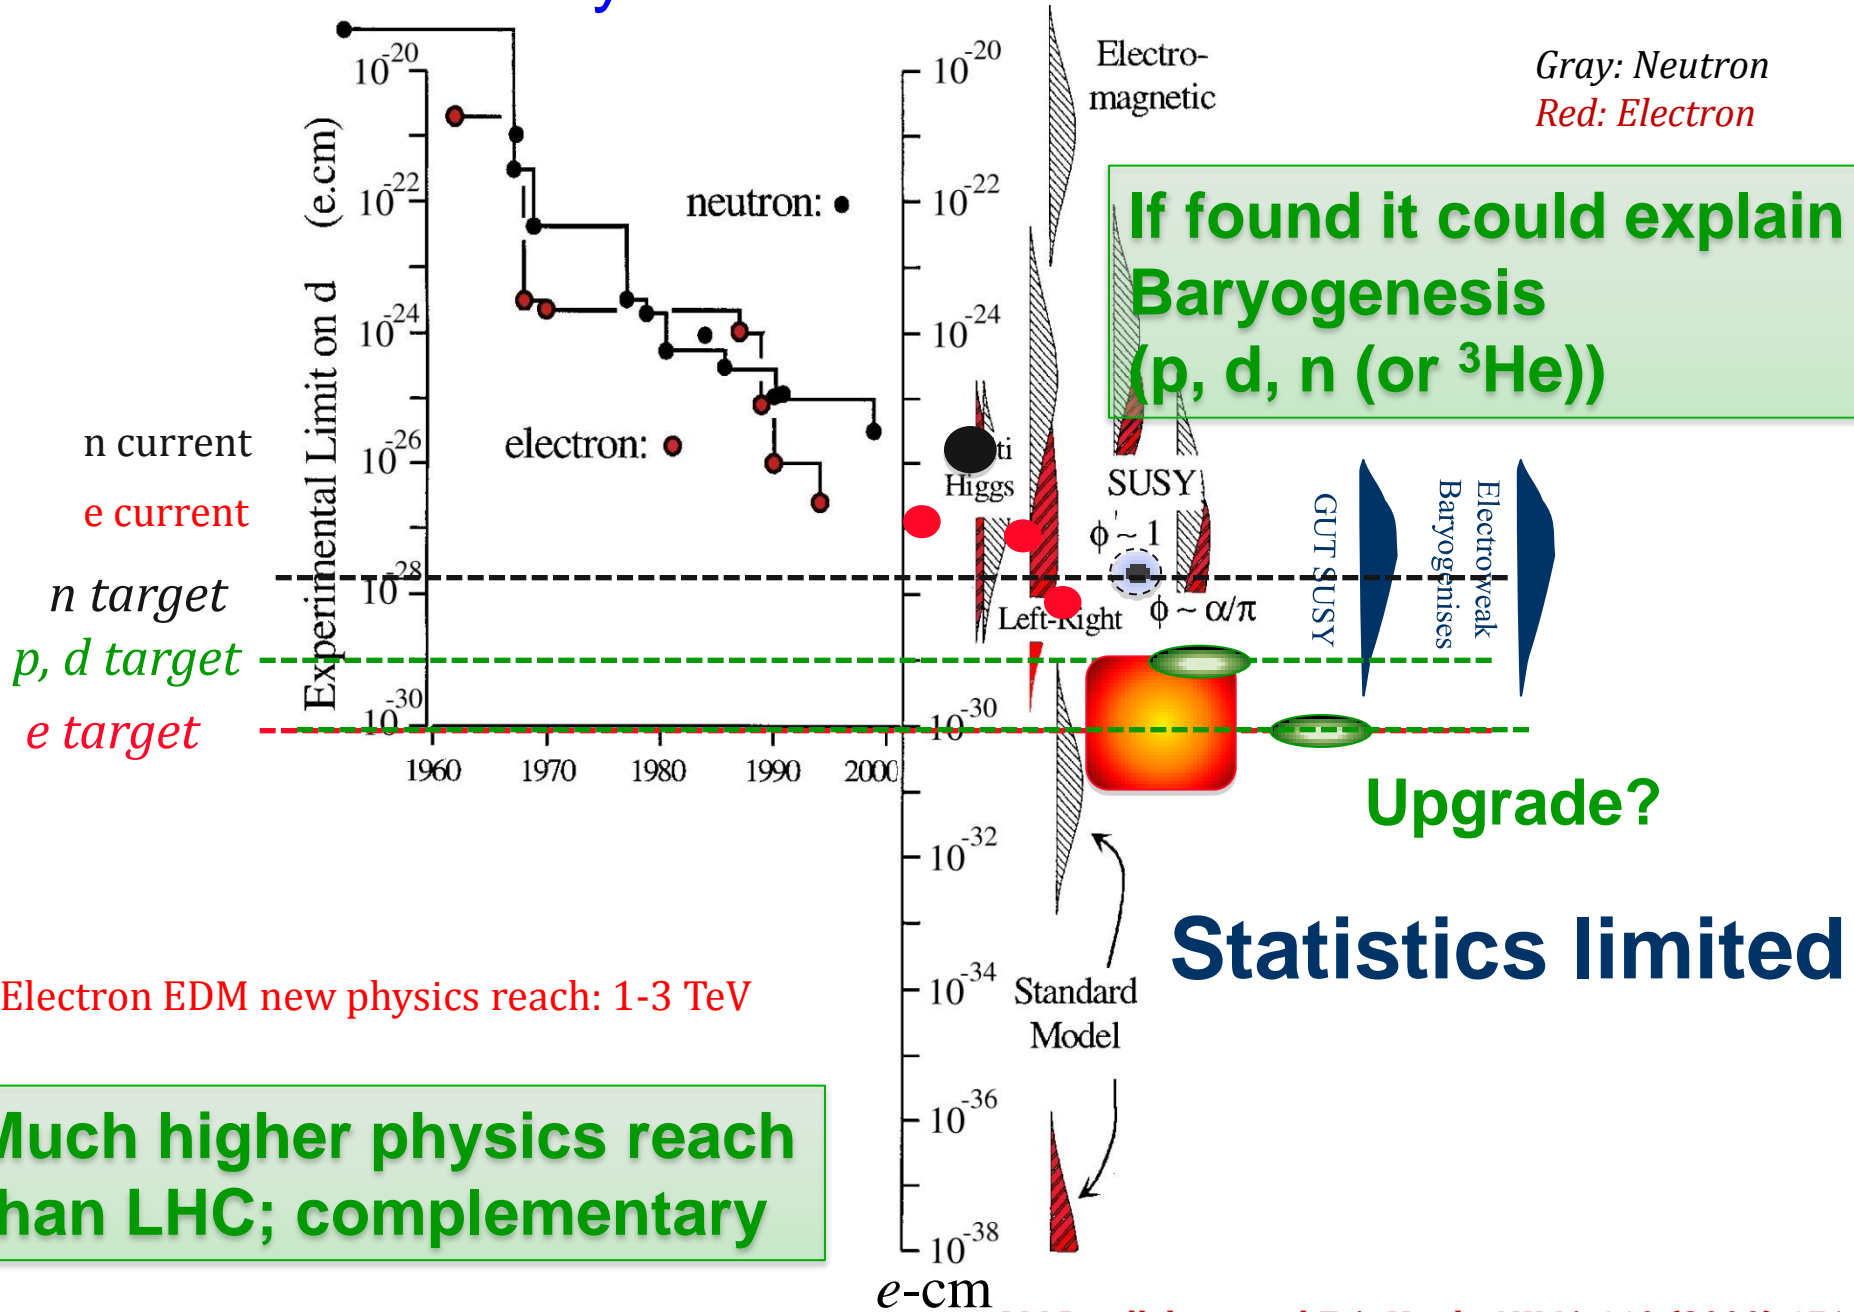 Gray: Neutron
Red: Electron
Experimental Limit on d (e.cm)
10^-20
10^-22
10^-24
10^-26
10^-28
10^-30
1960 1970 1980 1990 2000
neutron:
electron:
n current
e current
n target
p, d target
e target
10^-20
10^-22
10^-24
10^-30
10^-32
10^-34
10^-36
10^-38
e-cm
Electro-
magnetic
If found it could explain
Baryogenesis
(p, d, n (or ³He))
Higgs
SUSY
ϕ ~ 1
ϕ ~ α/π
Left-Right
GUT SUSY
Electroweak
Baryogenises
Upgrade?
Statistics limited
Standard
Model
Electron EDM new physics reach: 1-3 TeV
Much higher physics reach
than LHC; complementary